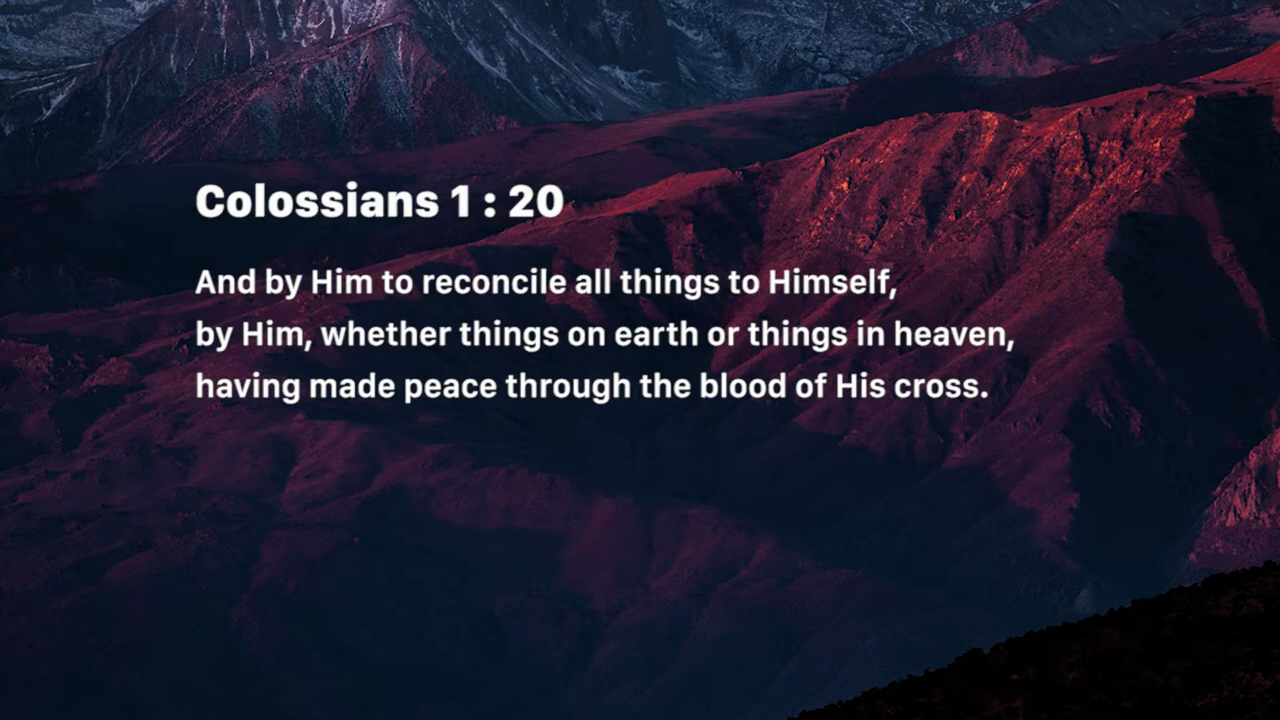 Colossians 1 : 20
And by Him to reconcile all things to Himself,
by Him, whether things on earth or things in heaven,
having made peace through the blood of His cross.